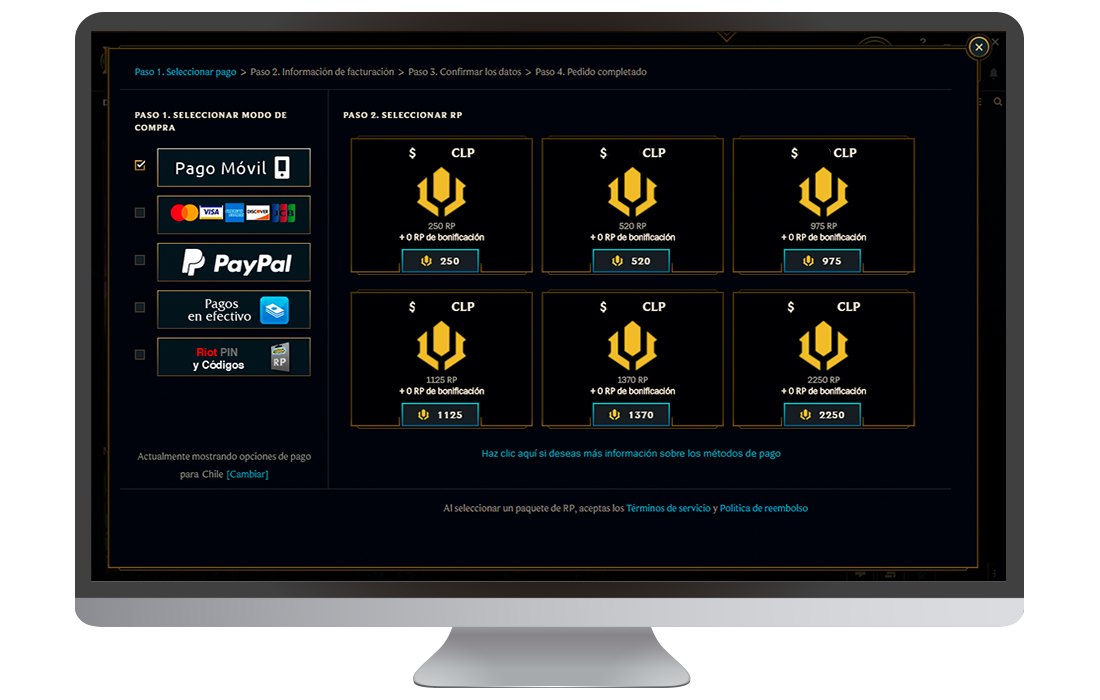 Paso 1. Seleccionar pago > Paso 2. Información de facturación > Paso 3. Confirmar los datos > Paso 4. Pedido completado
PASO 1. SELECCIONAR MODO DE
COMPRA
Pago Móvil
VISA
AMERICAN EXPRESS
DISCOVER
JCB
PayPal
Pagos
en efectivo
Riot PIN
y Códigos
RP
Actualmente mostrando opciones de pago
para Chile [Cambiar]
PASO 2. SELECCIONAR RP
$ CLP
250 RP
+ 0 RP de bonificación
250
$ CLP
520 RP
+ 0 RP de bonificación
520
$ CLP
975 RP
+ 0 RP de bonificación
975
$ CLP
1125 RP
+ 0 RP de bonificación
1125
$ CLP
1370 RP
+ 0 RP de bonificación
1370
$ CLP
2250 RP
+ 0 RP de bonificación
2250
Haz clic aquí si deseas más información sobre los métodos de pago
Al seleccionar un paquete de RP, aceptas los Términos de servicio y Política de reembolso